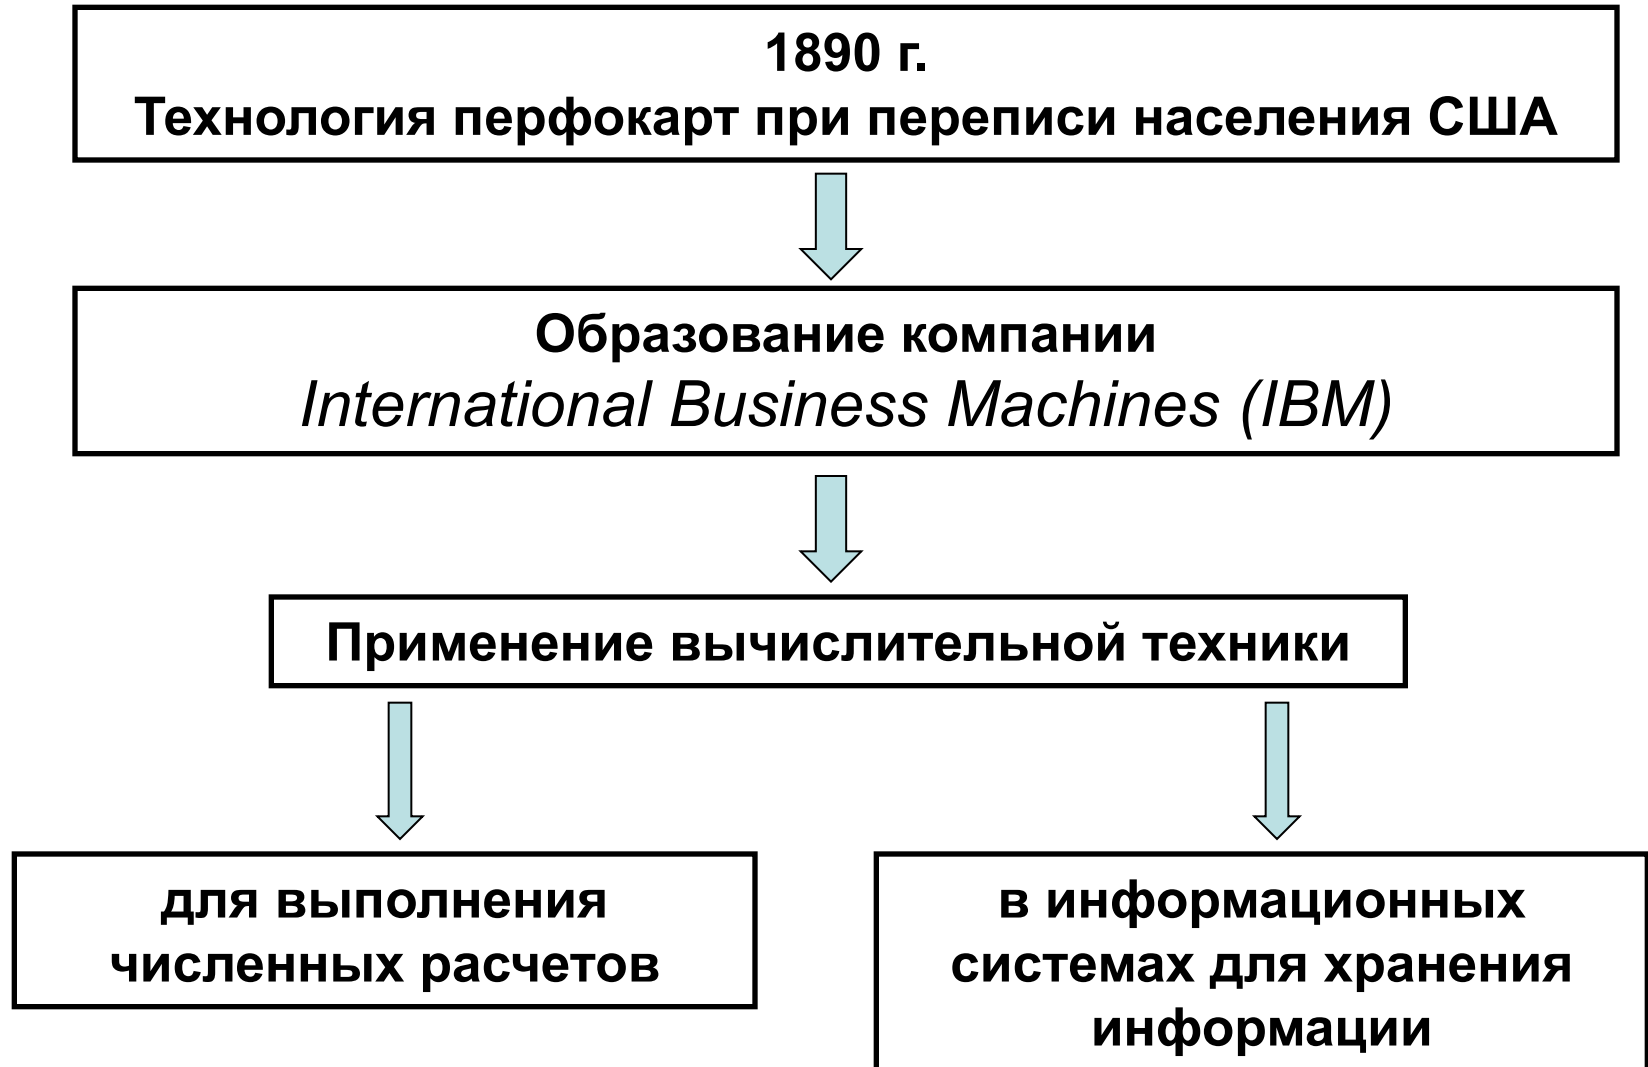 1890 г.
Технология перфокарт при переписи населения США
Образование компании
International Business Machines (IBM)
Применение вычислительной техники
для выполнения
численных расчетов
в информационных
системах для хранения
информации